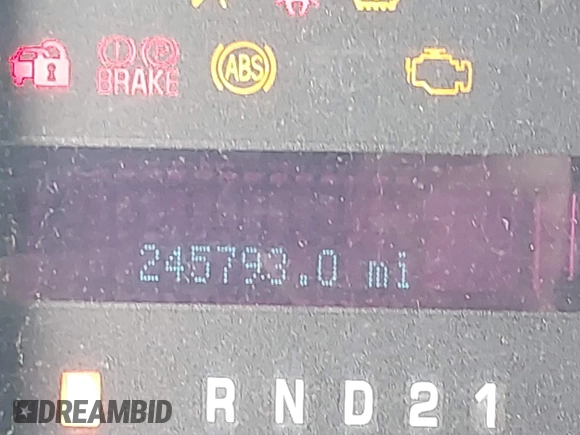 BRAKE ABS
245793.0 mi
R N D 2 1
DREAMBID